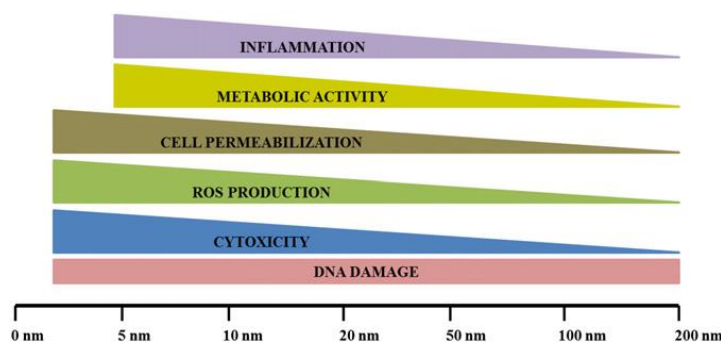 INFLAMMATION
METABOLIC ACTIVITY
CELL PERMEABILIZATION
ROS PRODUCTION
CYTOXICITY
DNA DAMAGE
0 nm 5 nm 10 nm 20 nm 50 nm 100 nm 200 nm